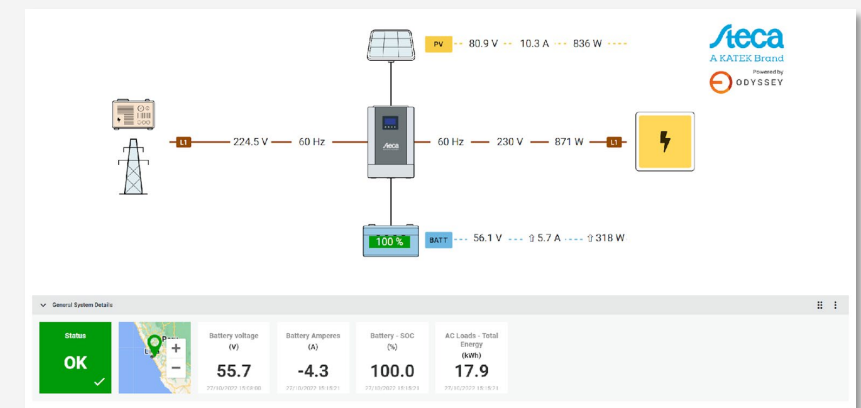 PV 80.9 V 10.3 A 836 W
Steca
A KATEK Brand
Powered by
ODYSSEY
L1 224.5 V 60 Hz
60 Hz 230 V 871 W L1
Steca
100 %
BATT 56.1 V ⇧ 5.7 A ⇧ 318 W
General System Details
Status
OK
+
−
Battery voltage
(V)
55.7
Battery Amperes
(A)
-4.3
Battery - SOC
(%)
100.0
AC Loads - Total
Energy
(kWh)
17.9